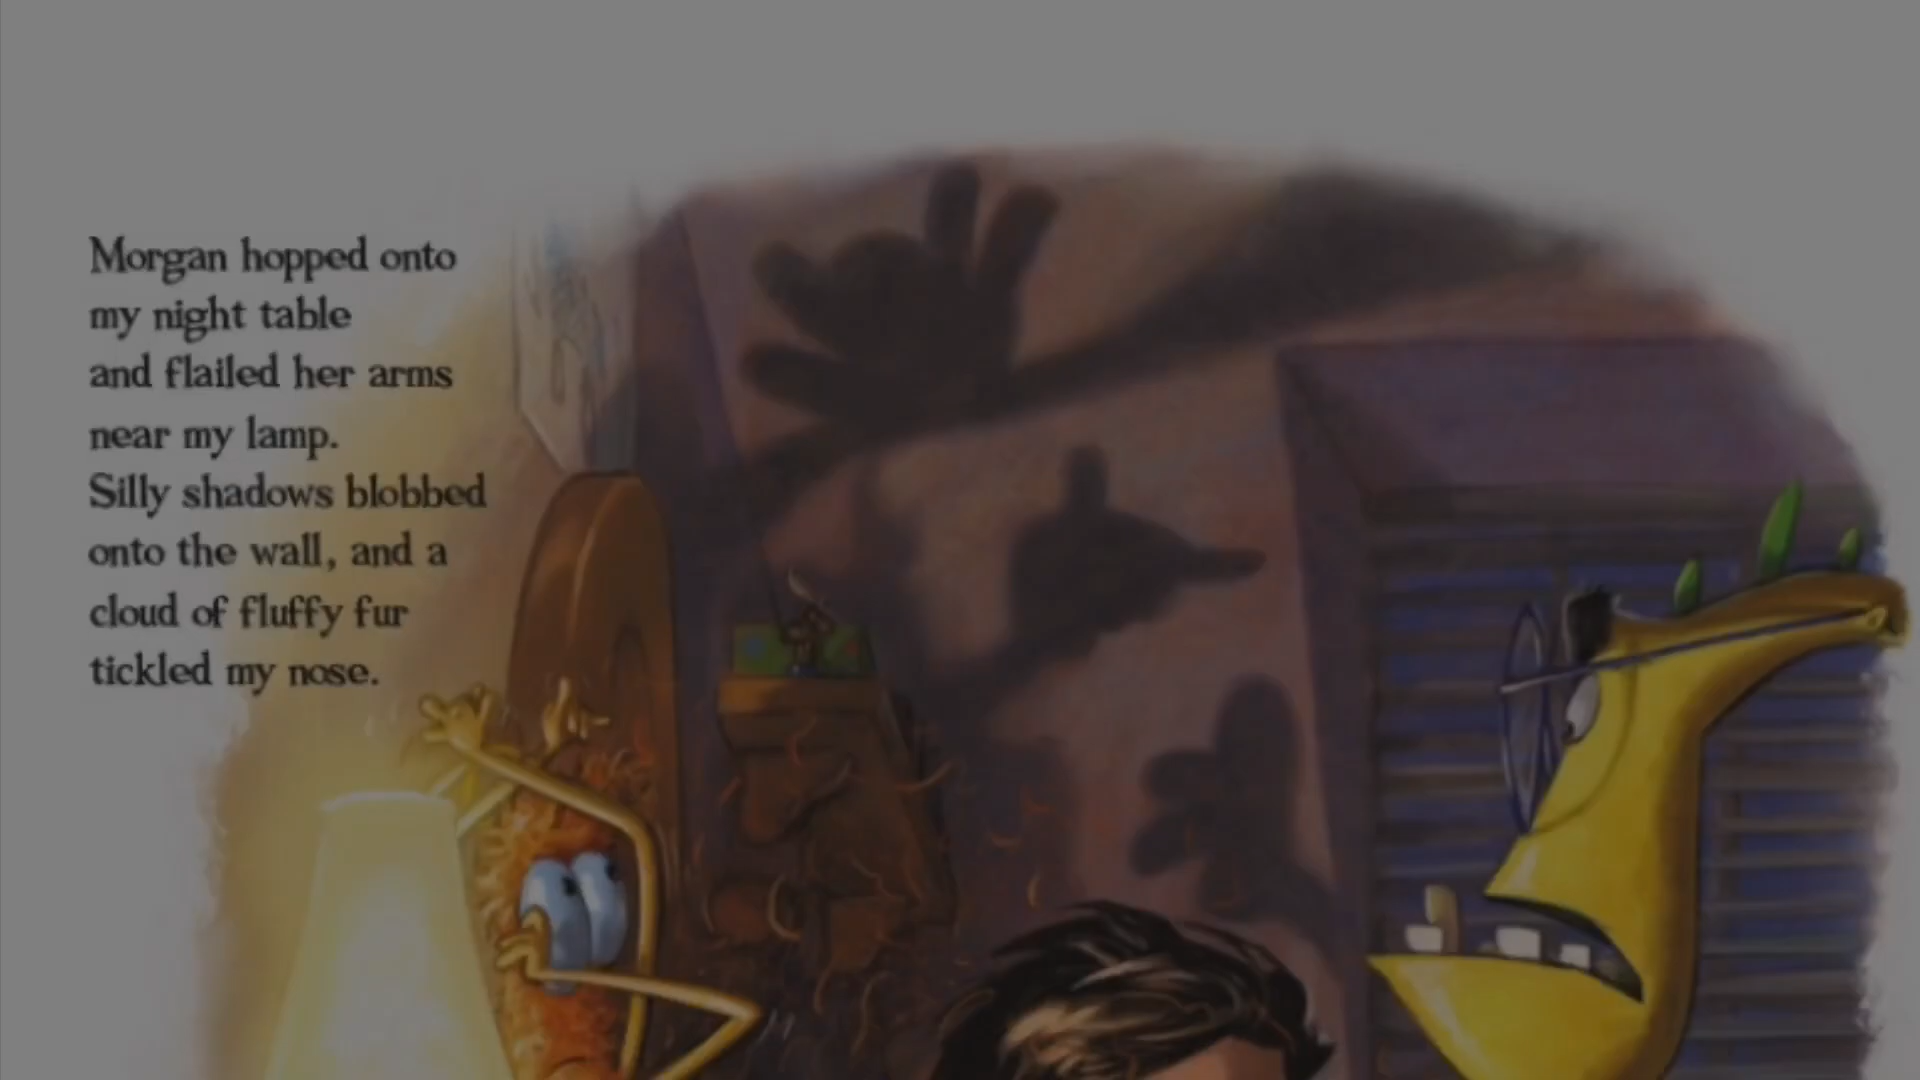 Morgan hopped onto
my night table
and flailed her arms
near my lamp.
Silly shadows blobbed
onto the wall, and a
cloud of fluffy fur
tickled my nose.